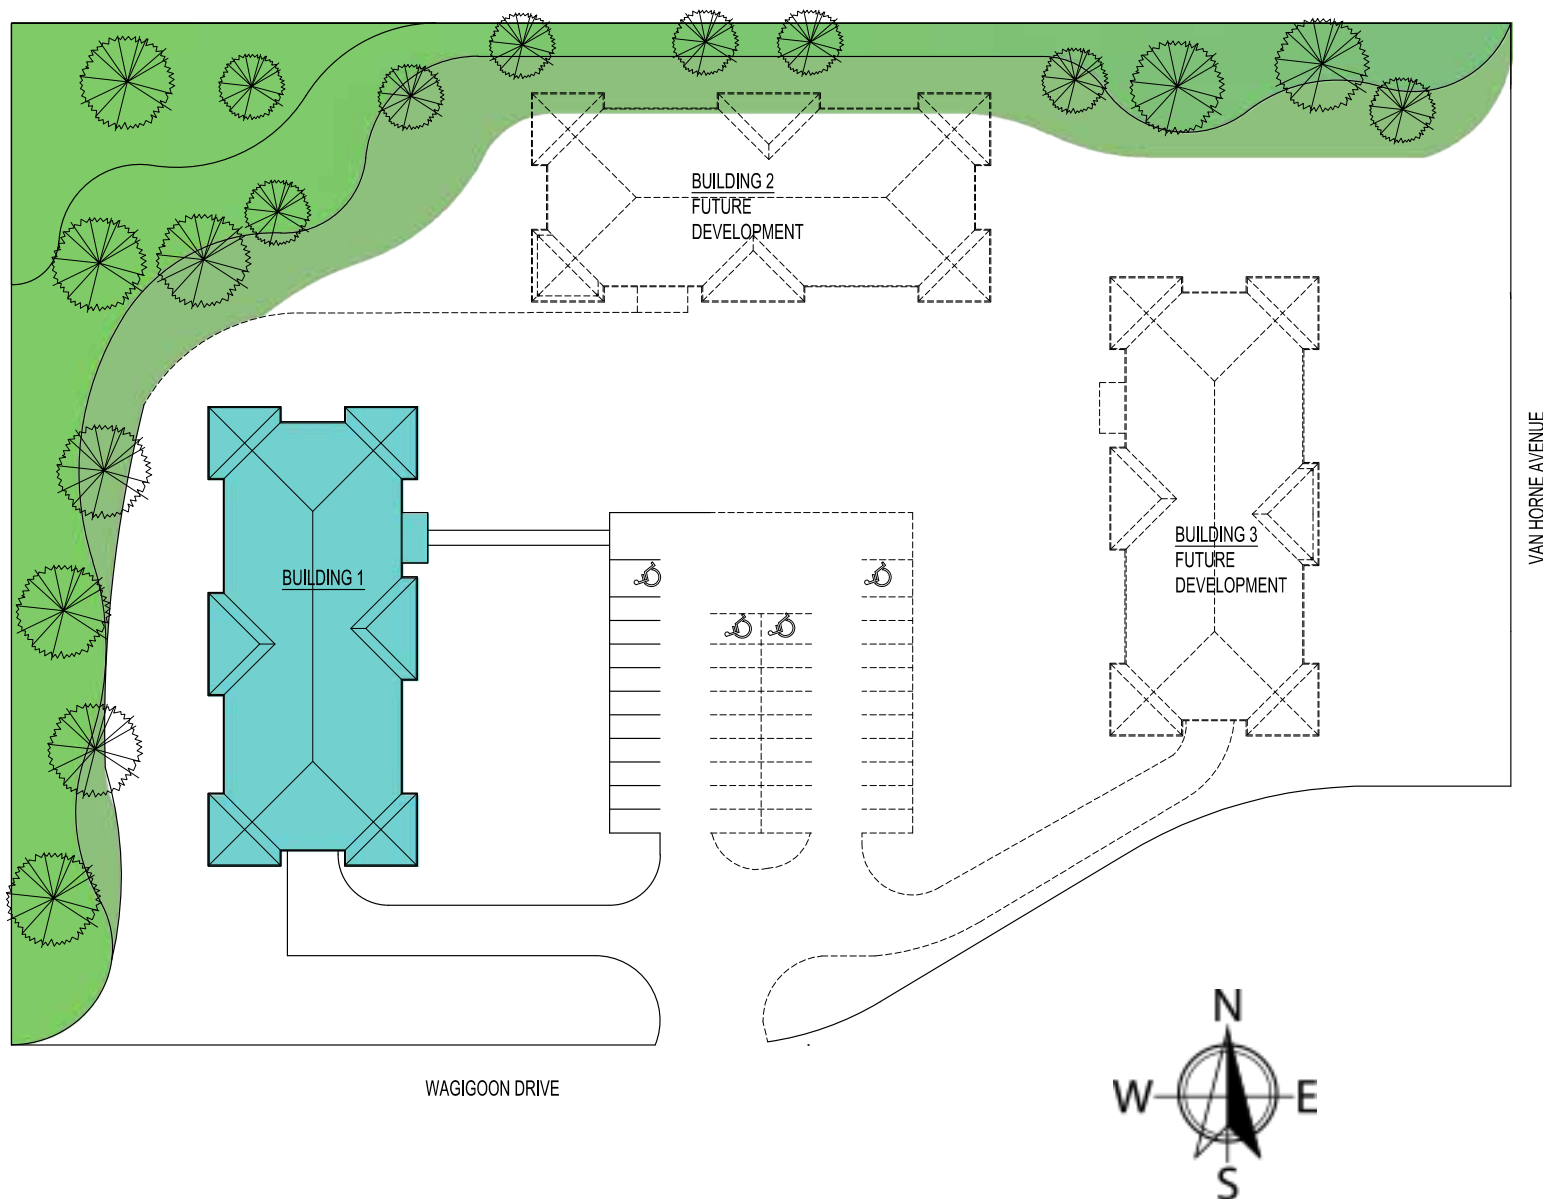 BUILDING 2
FUTURE
DEVELOPMENT
VAN HORNE AVENUE
BUILDING 3
FUTURE
DEVELOPMENT
BUILDING 1
WAGIGOON DRIVE
N
W E
S